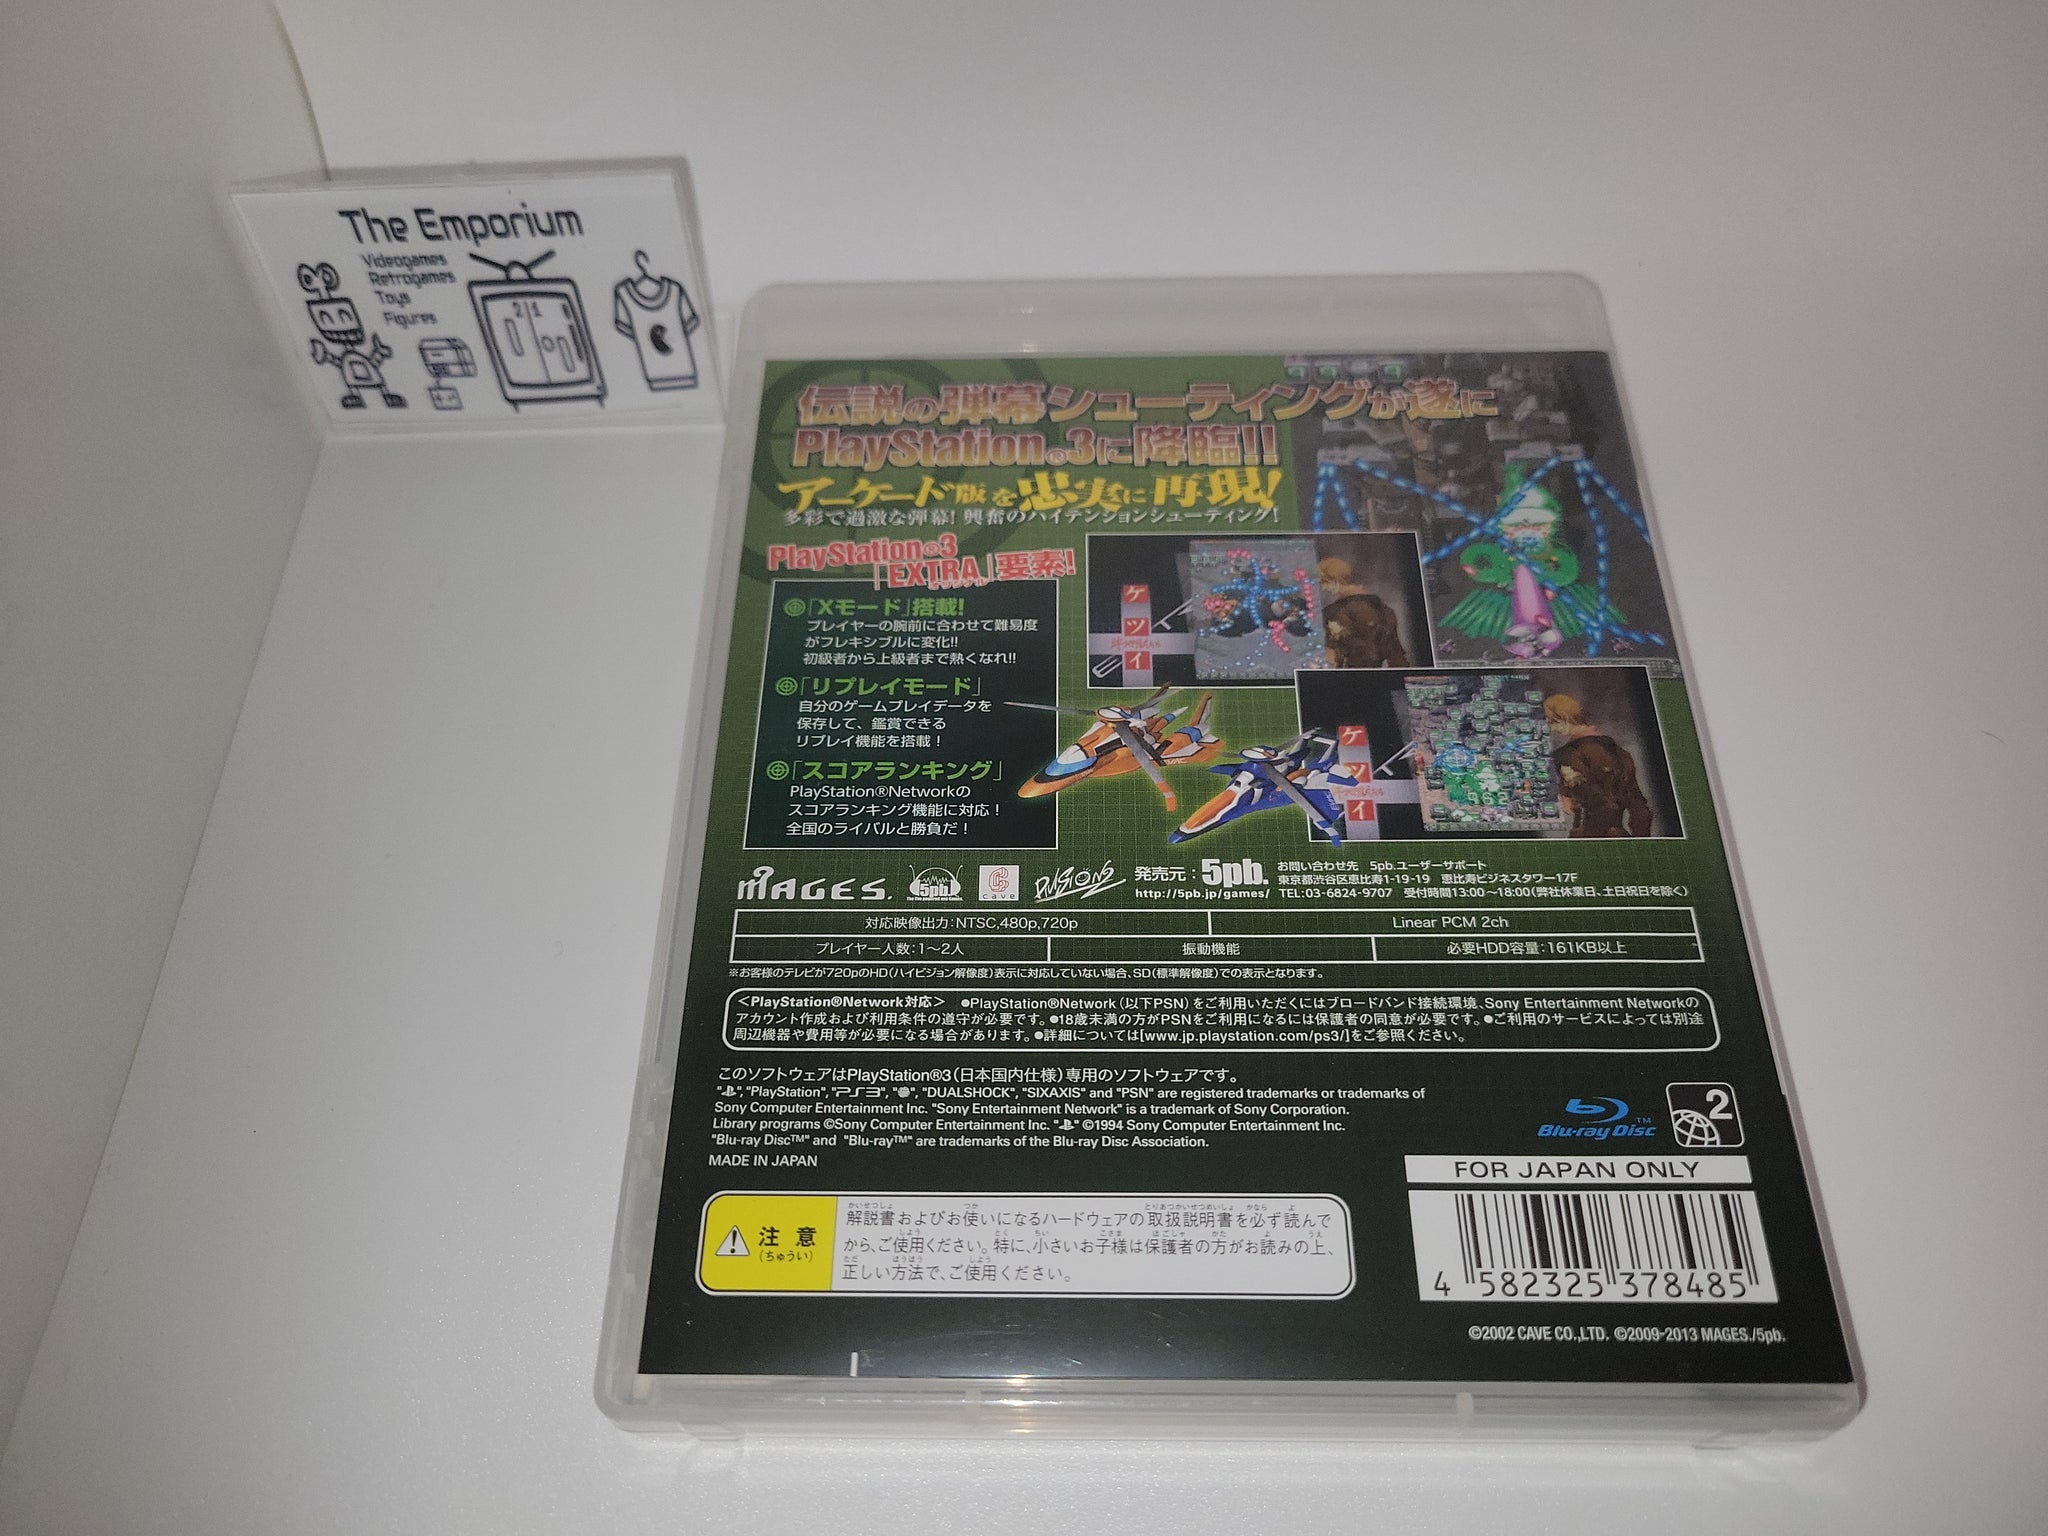 The Emporium
Videogames
Retrogames
Toys
Figures
伝説の弾幕シューティングが遂に
PlayStation®3に降臨!!
アーケード版を忠実に再現!
多彩で過激な弾幕! 興奮のハイテンションシューティング!
PlayStation®3
「EXTRA」要素!
「Xモード」搭載!
プレイヤーの腕前に合わせて難易度
がフレキシブルに変化!!
初級者から上級者まで熱くなれ!!
「リプレイモード」
自分のゲームプレイデータを
保存して、鑑賞できる
リプレイ機能を搭載!
「スコアランキング」
PlayStation®Networkの
スコアランキング機能に対応!
全国のライバルと勝負だ!
ケツイ
ケツイ
962
MAGES.
5pb.
cave
発売元:5pb.
http://5pb.jp/games/
お問い合わせ先 5pb.ユーザーサポート
東京都渋谷区恵比寿1-19-19 恵比寿ビジネスタワー17F
TEL:03-6824-9707 受付時間13:00~18:00(弊社休業日、土日祝日を除く)
対応映像出力:NTSC,480p,720p
Linear PCM 2ch
プレイヤー人数:1~2人
振動機能
必要HDD容量:161KB以上
※お客様のテレビが720pのHD(ハイビジョン解像度)表示に対応していない場合、SD(標準解像度)での表示となります。
<PlayStation®Network対応> ●PlayStation®Network(以下PSN)をご利用いただくにはブロードバンド接続環境、Sony Entertainment Networkの
アカウント作成および利用条件の遵守が必要です。●18歳未満の方がPSNをご利用になるには保護者の同意が必要です。●ご利用のサービスによっては別途
周辺機器や費用等が必要になる場合があります。●詳細については[www.jp.playstation.com/ps3/]をご参照ください。
このソフトウェアはPlayStation®3(日本国内仕様)専用のソフトウェアです。
" ", "PlayStation", "PS3", " ", "DUALSHOCK", "SIXAXIS" and "PSN" are registered trademarks or trademarks of
Sony Computer Entertainment Inc. "Sony Entertainment Network" is a trademark of Sony Corporation.
Library programs ©Sony Computer Entertainment Inc. " " ©1994 Sony Computer Entertainment Inc.
"Blu-ray Disc™" and "Blu-ray™" are trademarks of the Blu-ray Disc Association.
MADE IN JAPAN
Blu-ray Disc™
2
FOR JAPAN ONLY
注意
(ちゅうい)
解説書およびお使いになるハードウェアの取扱説明書を必ず読んで
から、ご使用ください。特に、小さいお子様は保護者の方がお読みの上、
正しい方法で、ご使用ください。
4 582325 378485
©2002 CAVE CO.,LTD. ©2009-2013 MAGES./5pb.